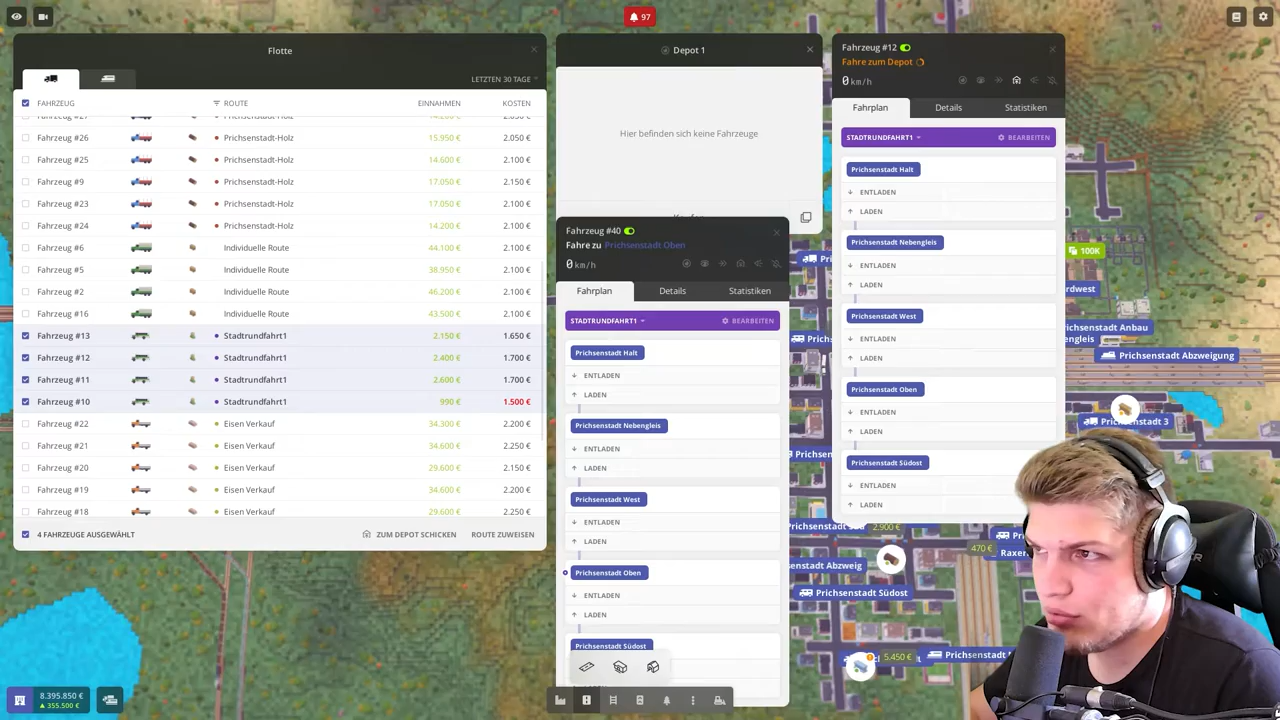 97
Flotte
LETZTEN 30 TAGE
FAHRZEUG ROUTE EINNAHMEN KOSTEN
Fahrzeug #26 Prichsenstadt-Holz 15.950 € 2.050 €
Fahrzeug #25 Prichsenstadt-Holz 14.600 € 2.100 €
Fahrzeug #9 Prichsenstadt-Holz 17.050 € 2.150 €
Fahrzeug #23 Prichsenstadt-Holz 17.050 € 2.100 €
Fahrzeug #24 Prichsenstadt-Holz 14.200 € 2.100 €
Fahrzeug #6 Individuelle Route 44.100 € 2.100 €
Fahrzeug #5 Individuelle Route 38.950 € 2.100 €
Fahrzeug #2 Individuelle Route 46.200 € 2.100 €
Fahrzeug #16 Individuelle Route 43.500 € 2.100 €
Fahrzeug #13 Stadtrundfahrt1 2.150 € 1.650 €
Fahrzeug #12 Stadtrundfahrt1 2.400 € 1.700 €
Fahrzeug #11 Stadtrundfahrt1 2.600 € 1.700 €
Fahrzeug #10 Stadtrundfahrt1 990 € 1.500 €
Fahrzeug #22 Eisen Verkauf 34.300 € 2.200 €
Fahrzeug #21 Eisen Verkauf 34.600 € 2.250 €
Fahrzeug #20 Eisen Verkauf 29.600 € 2.150 €
Fahrzeug #19 Eisen Verkauf 34.600 € 2.200 €
Fahrzeug #18 Eisen Verkauf 29.600 € 2.250 €
4 FAHRZEUGE AUSGEWÄHLT ZUM DEPOT SCHICKEN ROUTE ZUWEISEN
Depot 1
Hier befinden sich keine Fahrzeuge
Fahrzeug #40
Fahre zu Prichsenstadt Oben
0 km/h
Fahrplan Details Statistiken
STADTRUNDFAHRT1 BEARBEITEN
Prichsenstadt Halt
ENTLADEN
LADEN
Prichsenstadt Nebengleis
ENTLADEN
LADEN
Prichsenstadt West
ENTLADEN
LADEN
Prichsenstadt Oben
ENTLADEN
LADEN
Prichsenstadt Südost
Fahrzeug #12
Fahre zum Depot
0 km/h
Fahrplan Details Statistiken
STADTRUNDFAHRT1 BEARBEITEN
Prichsenstadt Halt
ENTLADEN
LADEN
Prichsenstadt Nebengleis
ENTLADEN
LADEN
Prichsenstadt West
ENTLADEN
LADEN
Prichsenstadt Oben
ENTLADEN
LADEN
Prichsenstadt Südost
ENTLADEN
LADEN
100K
Prichsenstadt Abzweigung
2.900 €
470 €
Prichsenstadt Südost
5.450 €
8.395.850 €
355.500 €